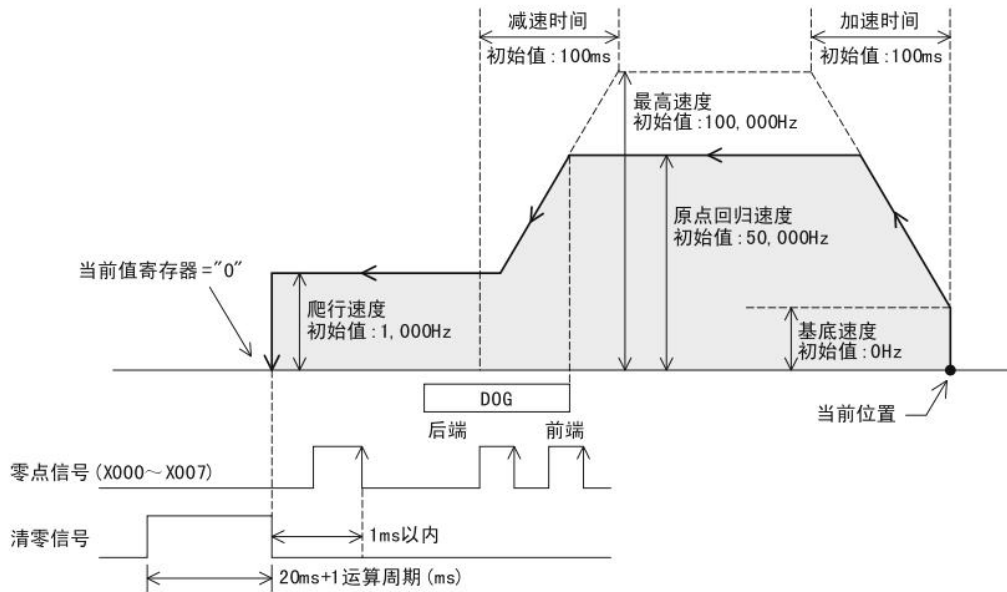 减速时间
初始值:100ms
加速时间
初始值:100ms
最高速度
初始值:100,000Hz
原点回归速度
初始值:50,000Hz
当前值寄存器="0"
爬行速度
初始值:1,000Hz
基底速度
初始值:0Hz
当前位置
DOG
后端
前端
零点信号(X000～X007)
清零信号
1ms以内
20ms+1运算周期(ms)